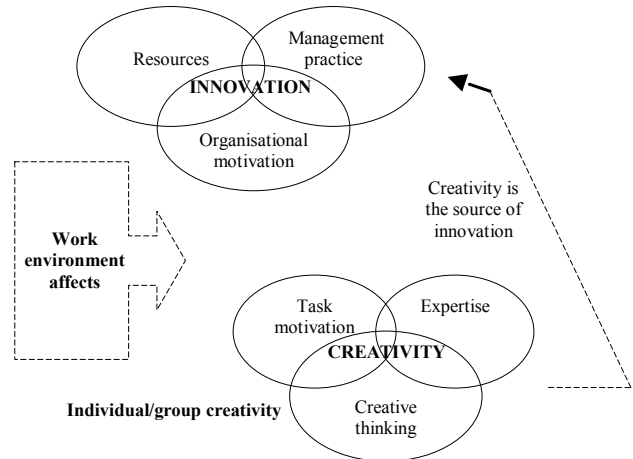 Resources
Management
practice
INNOVATION
Organisational
motivation
Work
environment
affects
Creativity is
the source of
innovation
Task
motivation
Expertise
CREATIVITY
Individual/group creativity
Creative
thinking